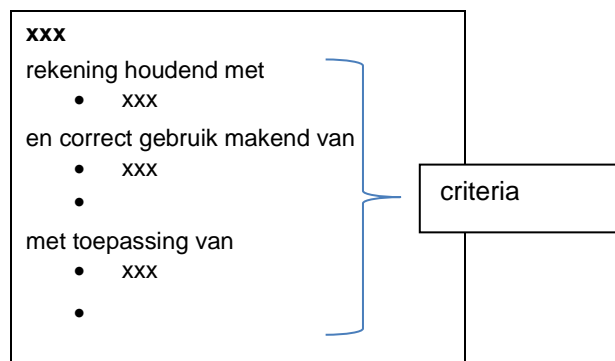 xxx
rekening houdend met
• xxx
en correct gebruik makend van
• xxx
•
met toepassing van
• xxx
•
criteria